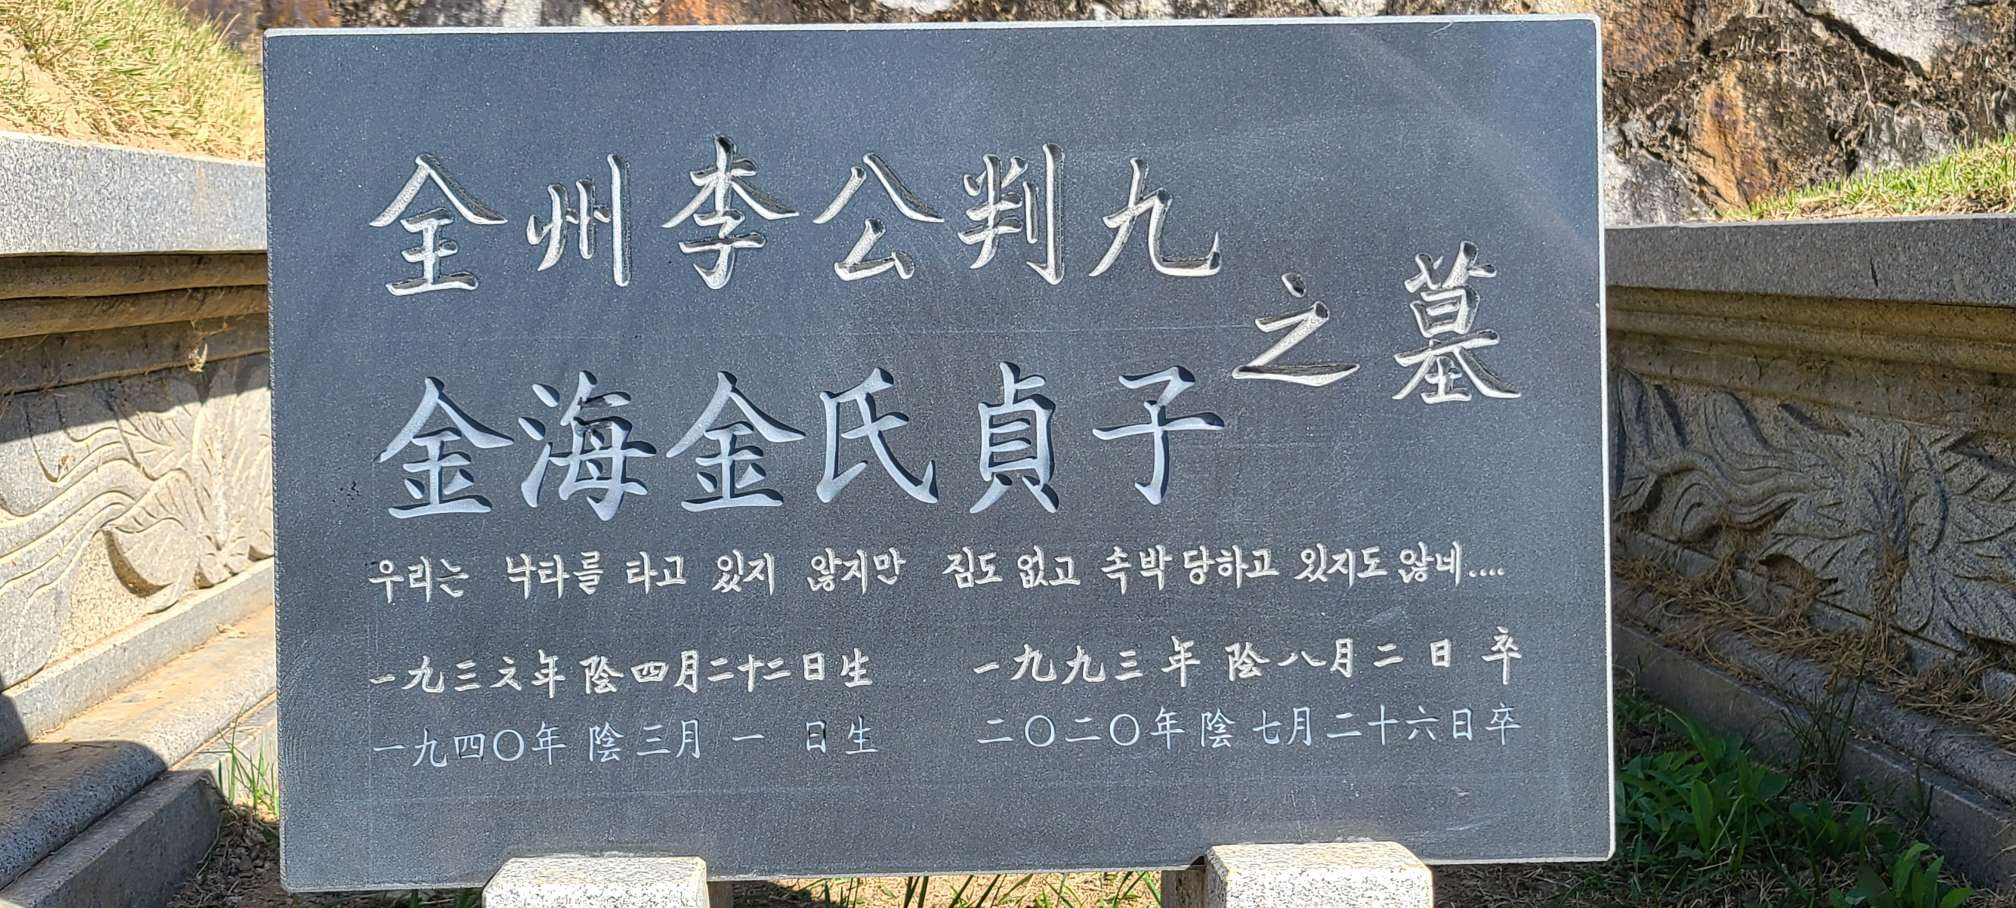 全州李公判九
之墓
金海金氏貞子
우리는 낙타를 타고 있지 않지만 짐도 없고 속박 당하고 있지도 않네....
一九三六年 陰 四月二十二日生 一九九三年 陰 八月二日 卒
一九四〇年 陰 三月 一 日生 二〇二〇年 陰 七月二十六日卒